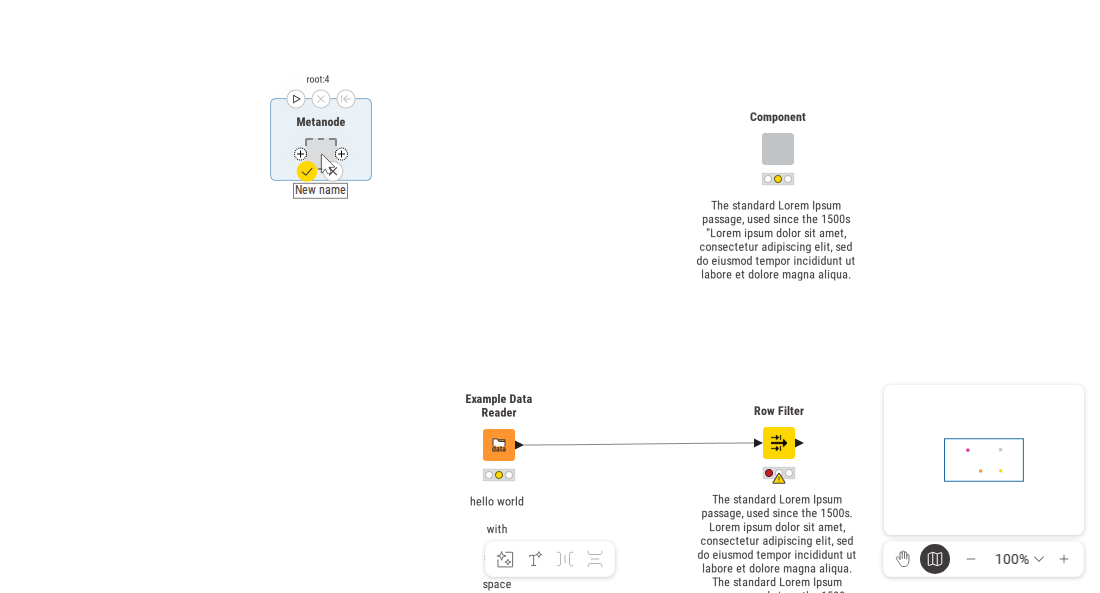 root:4
Metanode
New name
Component
The standard Lorem Ipsum
passage, used since the 1500s
"Lorem ipsum dolor sit amet,
consectetur adipiscing elit, sed
do eiusmod tempor incididunt ut
labore et dolore magna aliqua.
Example Data
Reader
data
hello world
with
space
Row Filter
The standard Lorem Ipsum
passage, used since the 1500s.
Lorem ipsum dolor sit amet,
consectetur adipiscing elit, sed
do eiusmod tempor incididunt ut
labore et dolore magna aliqua.
The standard Lorem Ipsum
100%